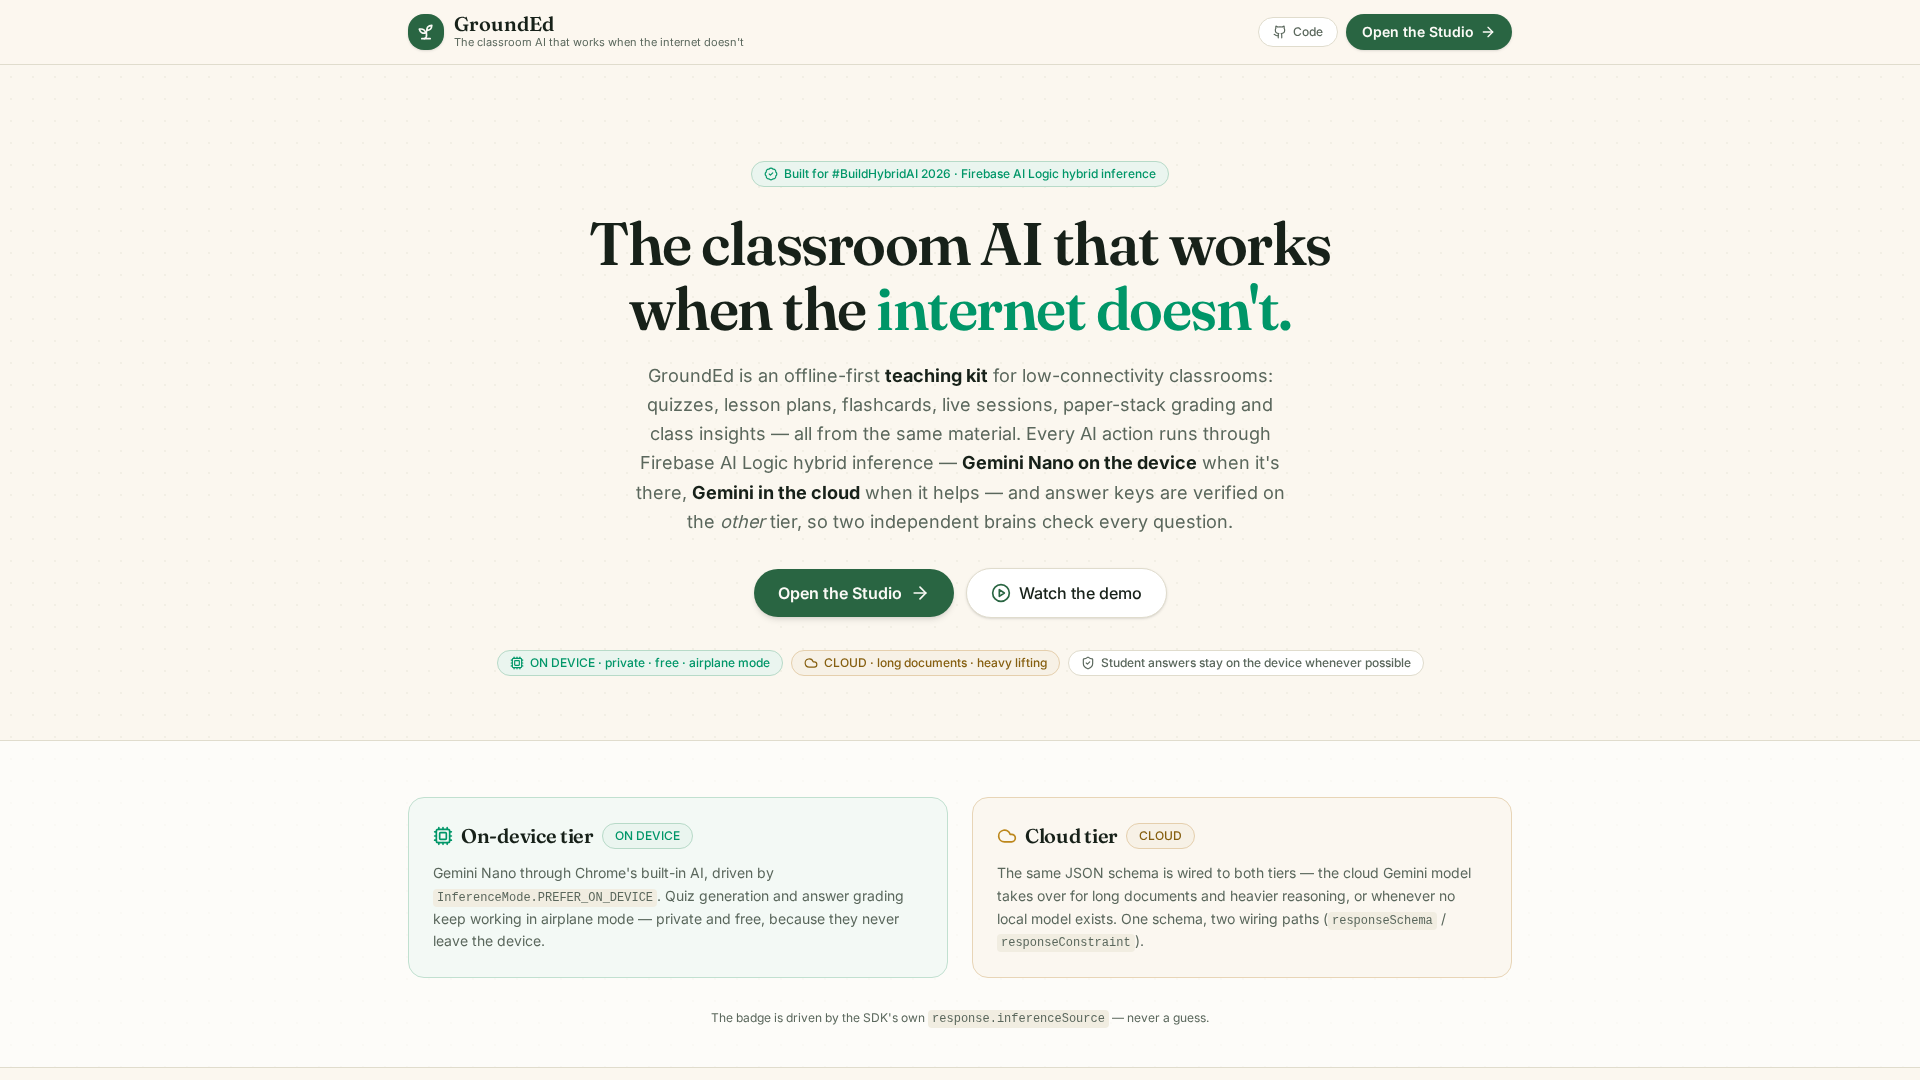 GroundEd
The classroom AI that works when the internet doesn't
Code
Open the Studio
Built for #BuildHybridAI 2026 · Firebase AI Logic hybrid inference
The classroom AI that works
when the internet doesn't.
GroundEd is an offline-first teaching kit for low-connectivity classrooms:
quizzes, lesson plans, flashcards, live sessions, paper-stack grading and
class insights — all from the same material. Every AI action runs through
Firebase AI Logic hybrid inference — Gemini Nano on the device when it's
there, Gemini in the cloud when it helps — and answer keys are verified on
the other tier, so two independent brains check every question.
Open the Studio
Watch the demo
ON DEVICE · private · free · airplane mode
CLOUD · long documents · heavy lifting
Student answers stay on the device whenever possible
On-device tier ON DEVICE
Gemini Nano through Chrome's built-in AI, driven by
InferenceMode.PREFER_ON_DEVICE. Quiz generation and answer grading
keep working in airplane mode — private and free, because they never
leave the device.
Cloud tier CLOUD
The same JSON schema is wired to both tiers — the cloud Gemini model
takes over for long documents and heavier reasoning, or whenever no
local model exists. One schema, two wiring paths (responseSchema /
responseConstraint).
The badge is driven by the SDK's own response.inferenceSource — never a guess.